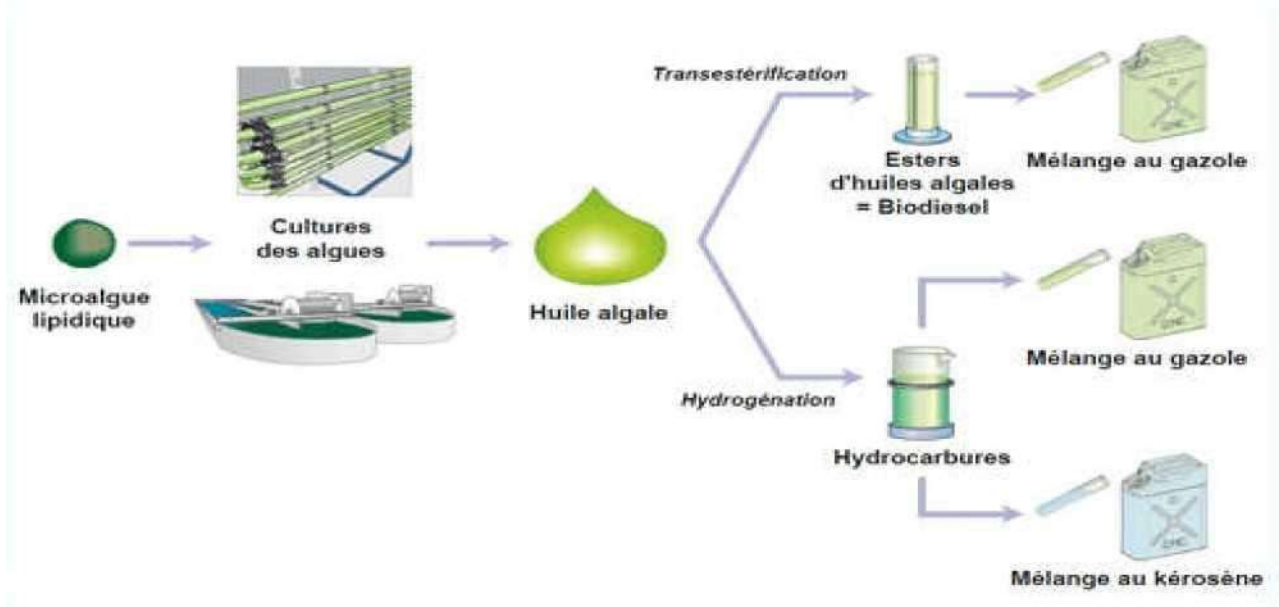 Transestérification
Esters
d'huiles algales
= Biodiesel
Mélange au gazole
Cultures
des algues
Microalgue
lipidique
Huile algale
Mélange au gazole
Hydrogénation
Hydrocarbures
Mélange au kérosène